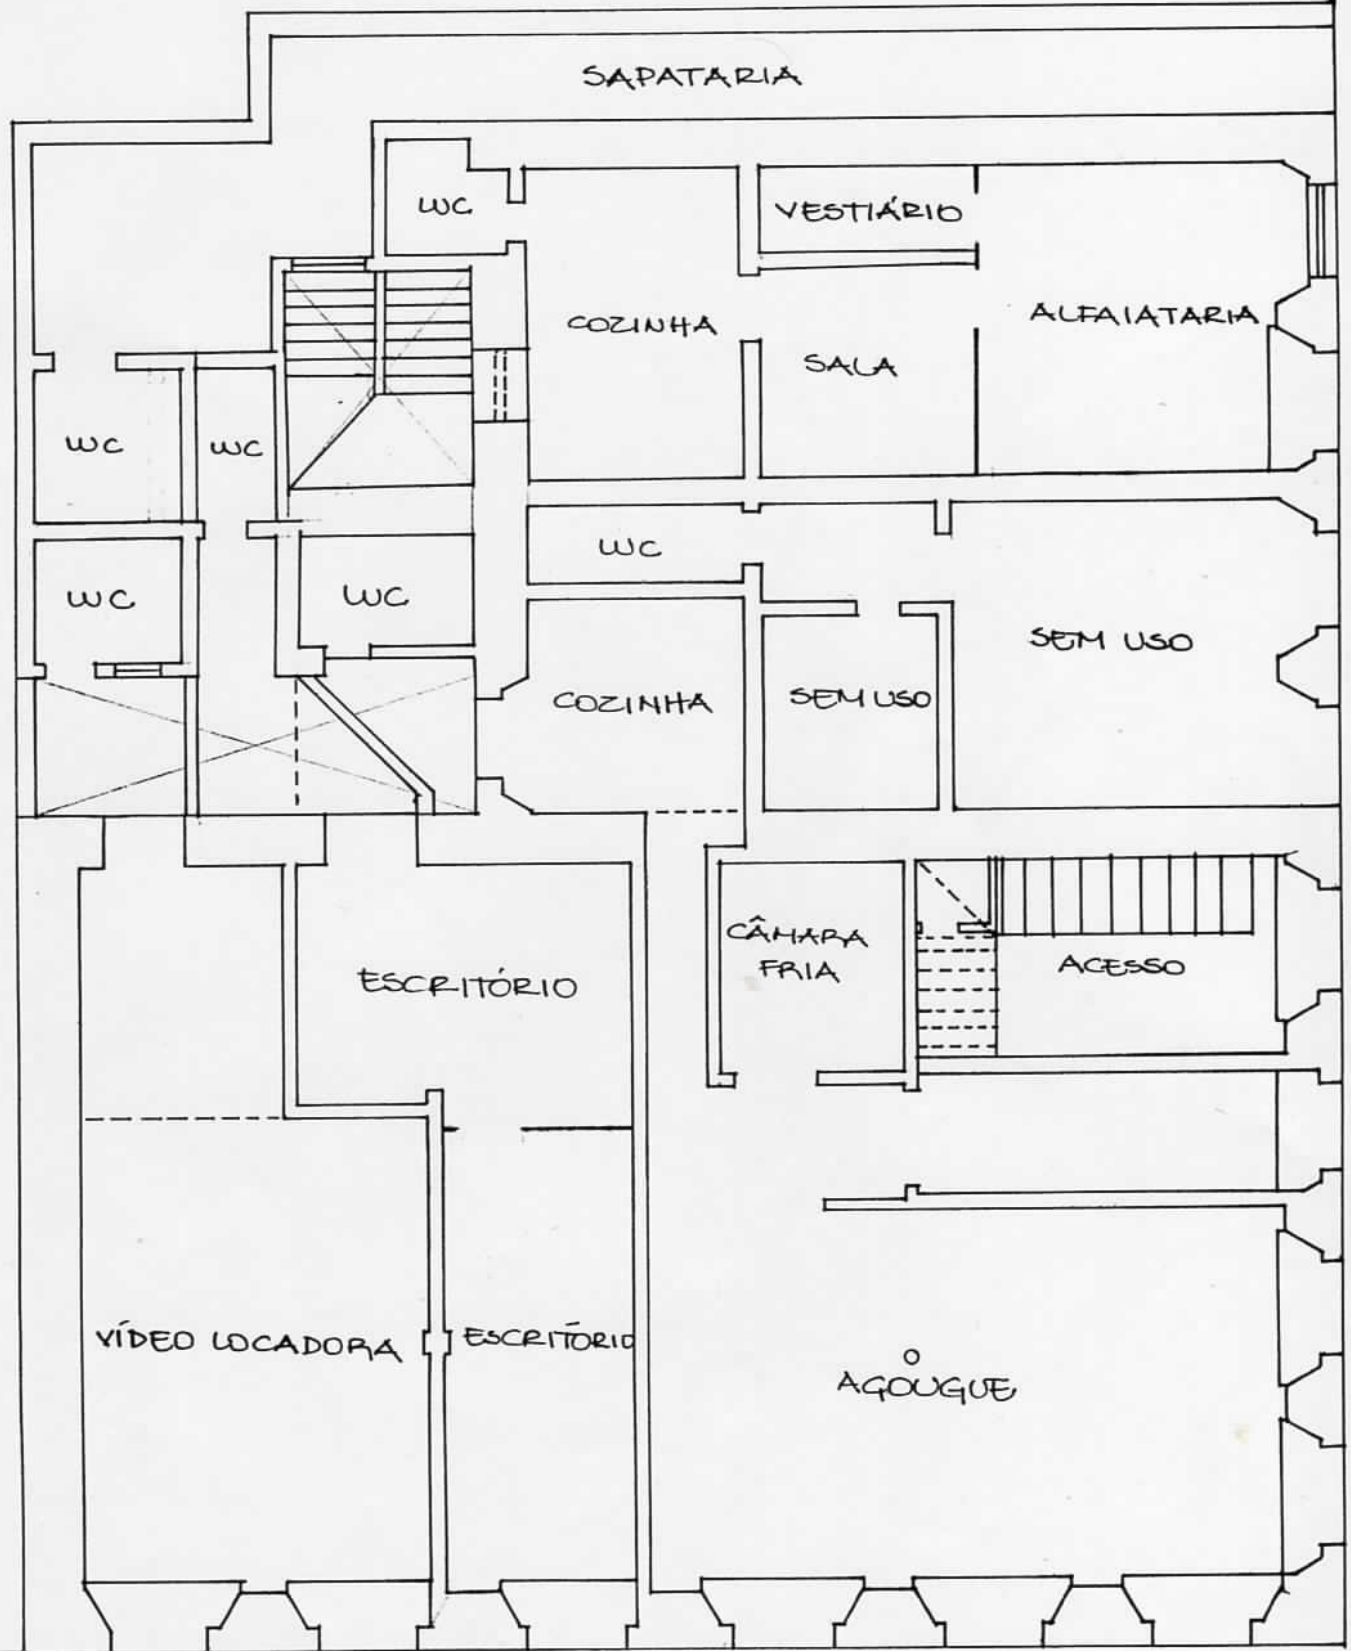 SAPATARIA
WC
VESTIÁRIO
COZINHA
ALFAIATARIA
SALA
WC
WC
WC
WC
WC
SEM USO
COZINHA
SEM USO
CÂMARA
FRIA
ACESSO
ESCRITÓRIO
VÍDEO LOCADORA
ESCRITÓRIO
AGOUGUE